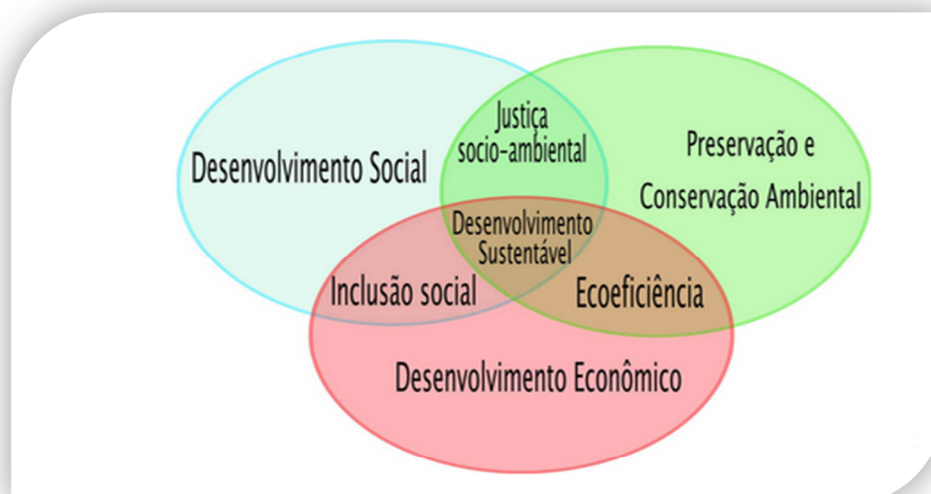 Justiça
socio-ambiental
Desenvolvimento Social
Preservação e
Conservação Ambiental
Desenvolvimento
Sustentável
Inclusão social
Ecoeficiência
Desenvolvimento Econômico